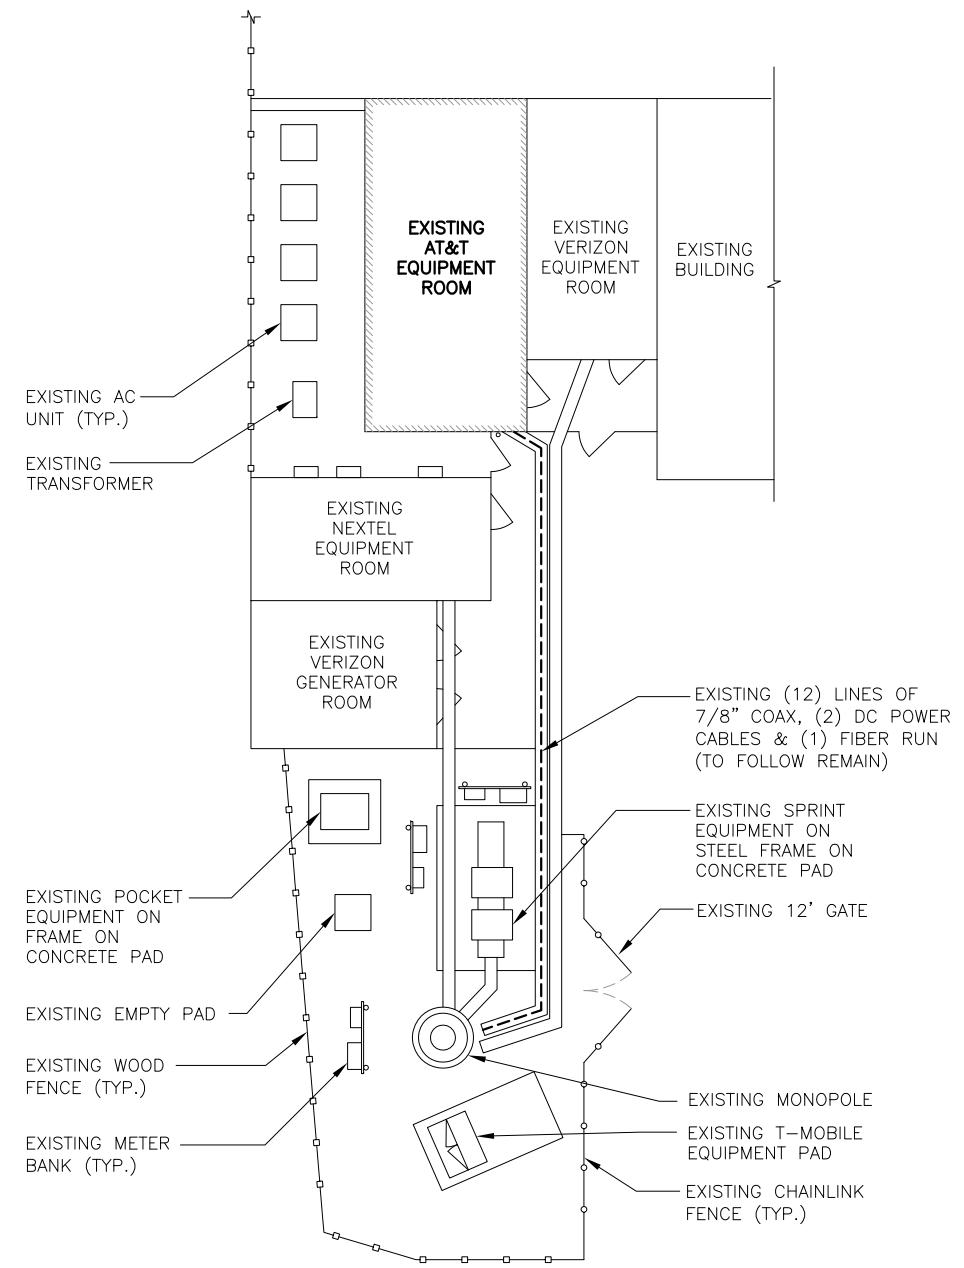 EXISTING
AT&T
EQUIPMENT
ROOM
EXISTING
VERIZON
EQUIPMENT
ROOM
EXISTING
BUILDING
EXISTING AC
UNIT (TYP.)
EXISTING
TRANSFORMER
EXISTING
NEXTEL
EQUIPMENT
ROOM
EXISTING
VERIZON
GENERATOR
ROOM
EXISTING (12) LINES OF
7/8" COAX, (2) DC POWER
CABLES & (1) FIBER RUN
(TO FOLLOW REMAIN)
EXISTING SPRINT
EQUIPMENT ON
STEEL FRAME ON
CONCRETE PAD
EXISTING POCKET
EQUIPMENT ON
FRAME ON
CONCRETE PAD
EXISTING 12' GATE
EXISTING EMPTY PAD
EXISTING WOOD
FENCE (TYP.)
EXISTING MONOPOLE
EXISTING METER
BANK (TYP.)
EXISTING T-MOBILE
EQUIPMENT PAD
EXISTING CHAINLINK
FENCE (TYP.)